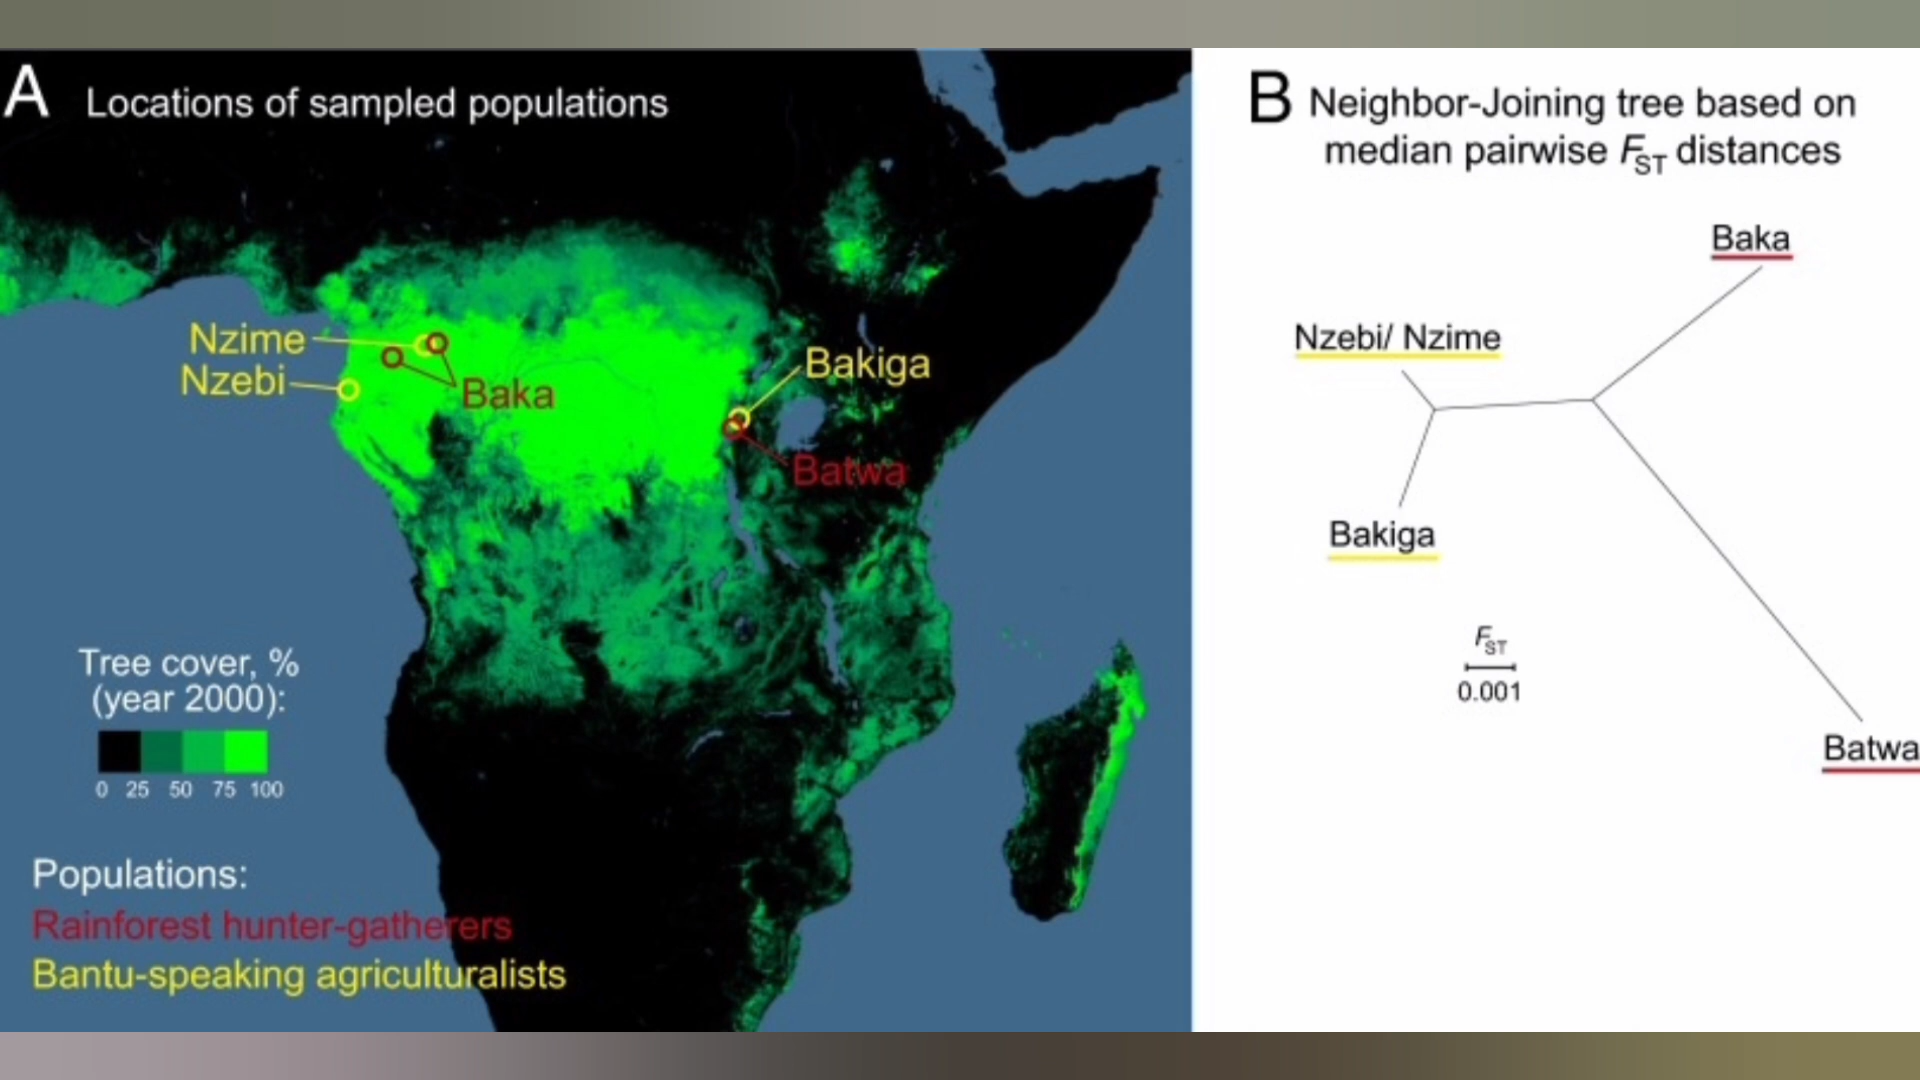 A Locations of sampled populations
Nzime
Nzebi
Baka
Bakiga
Batwa
Tree cover, %
(year 2000):
0 25 50 75 100
Populations:
Rainforest hunter-gatherers
Bantu-speaking agriculturalists
B Neighbor-Joining tree based on
median pairwise FST distances
Baka
Nzebi/ Nzime
Bakiga
FST
0.001
Batwa